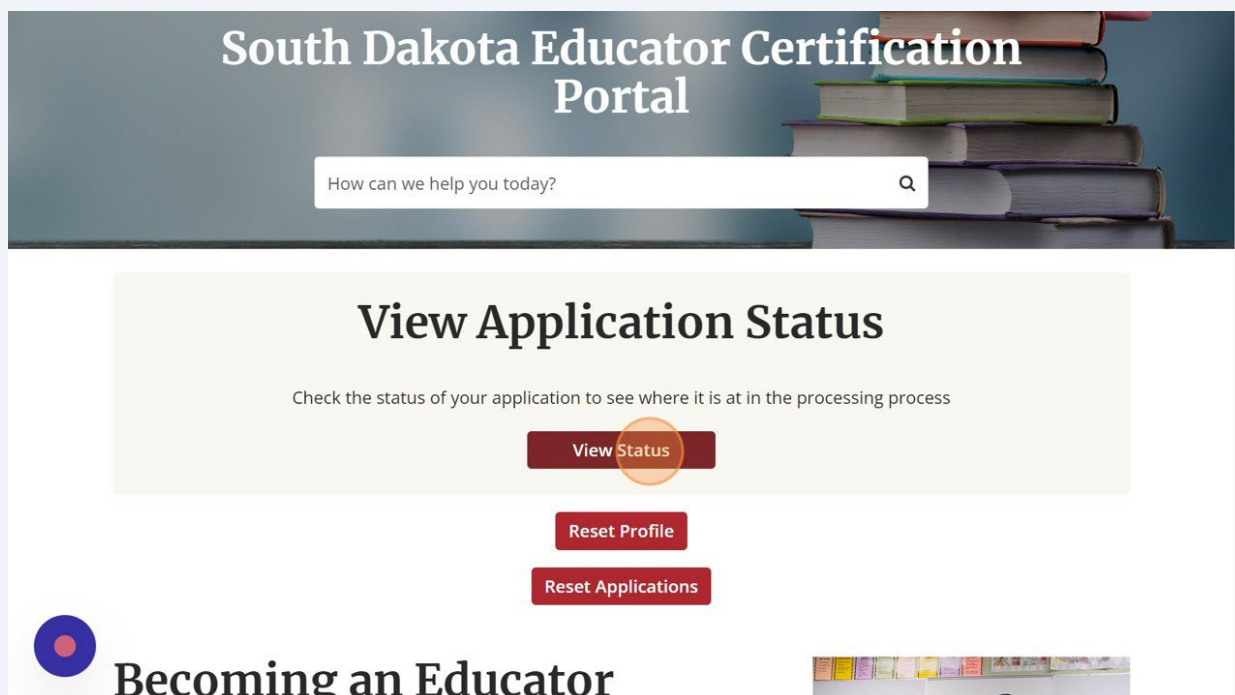 South Dakota Educator Certification
Portal
How can we help you today?
View Application Status
Check the status of your application to see where it is at in the processing process
View Status
Reset Profile
Reset Applications
Becoming an Educator